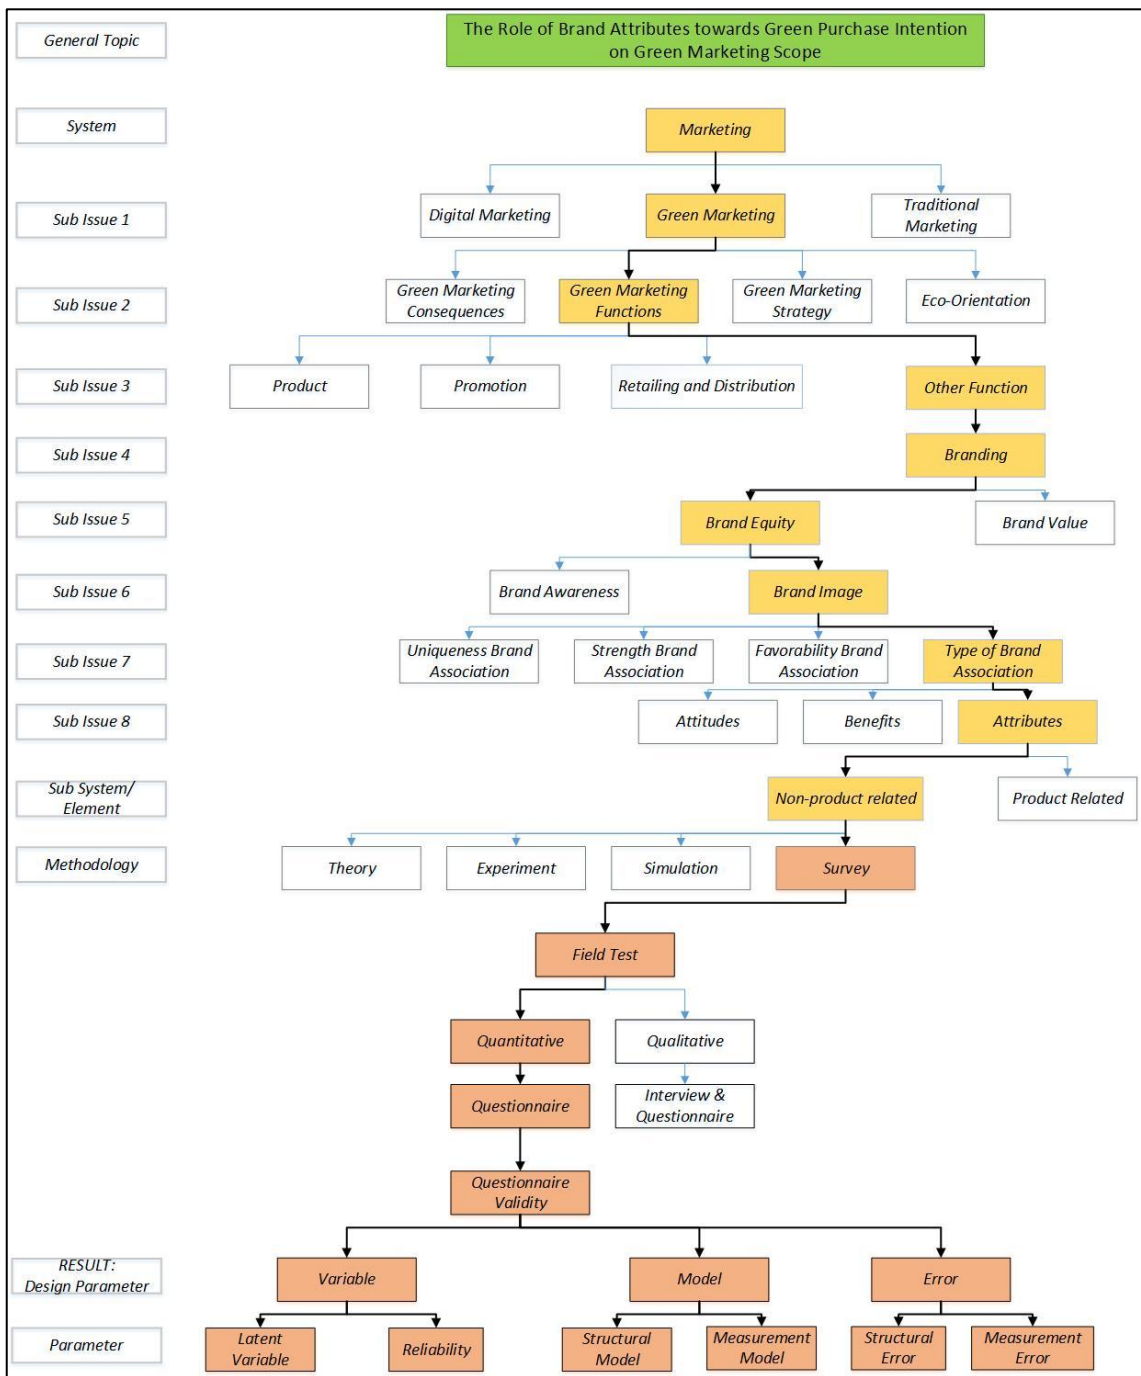 General Topic
The Role of Brand Attributes towards Green Purchase Intention
on Green Marketing Scope
System
Marketing
Sub Issue 1
Digital Marketing
Green Marketing
Traditional
Marketing
Sub Issue 2
Green Marketing
Consequences
Green Marketing
Functions
Green Marketing
Strategy
Eco-Orientation
Sub Issue 3
Product
Promotion
Retailing and Distribution
Other Function
Sub Issue 4
Branding
Sub Issue 5
Brand Equity
Brand Value
Sub Issue 6
Brand Awareness
Brand Image
Sub Issue 7
Uniqueness Brand
Association
Strength Brand
Association
Favorability Brand
Association
Type of Brand
Association
Sub Issue 8
Attitudes
Benefits
Attributes
Sub System/
Element
Non-product related
Product Related
Methodology
Theory
Experiment
Simulation
Survey
Field Test
Quantitative
Qualitative
Questionnaire
Interview &
Questionnaire
Questionnaire
Validity
RESULT:
Design Parameter
Variable
Model
Error
Parameter
Latent
Variable
Reliability
Structural
Model
Measurement
Model
Structural
Error
Measurement
Error